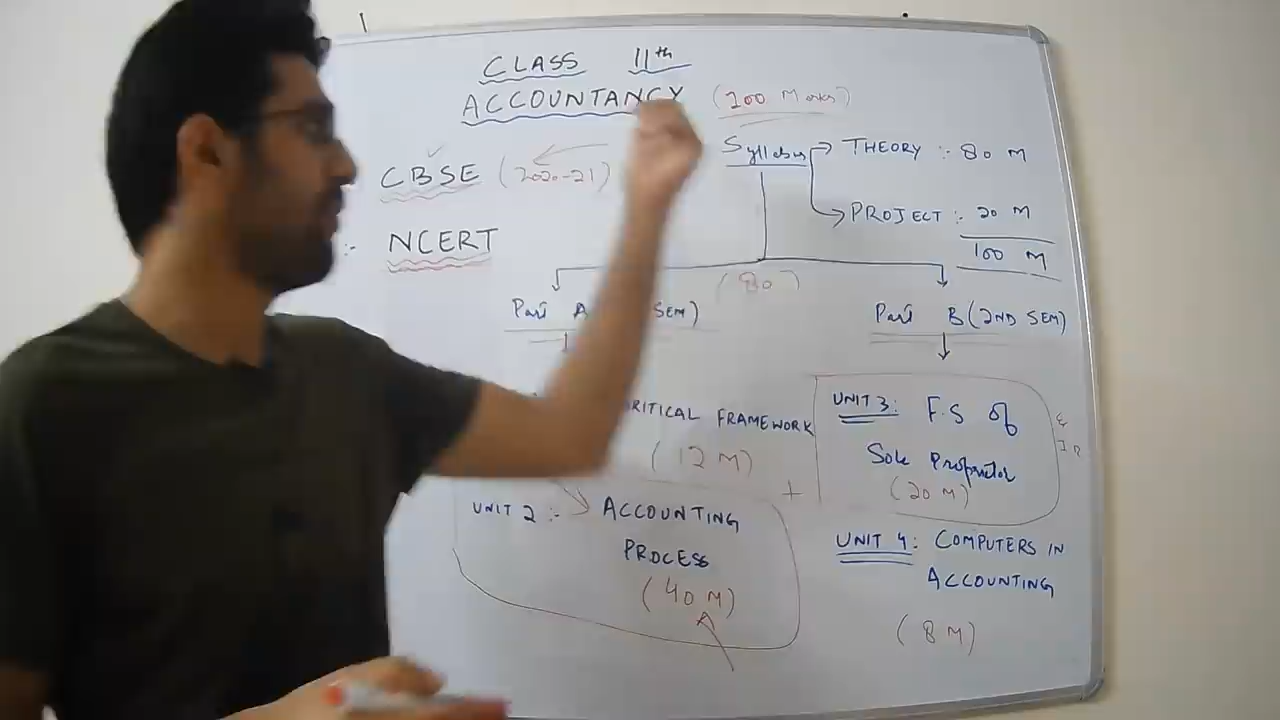 CLASS 11th
ACCOUNTANCY (100 Marks)
CBSE (2020-21)
Syllabus
THEORY :- 80 M
PROJECT :- 20 M
100 M
:- NCERT
(80)
Part A SEM)
Part B (2ND SEM)
FRAMEWORK
(12 M)
UNIT 2 :- ACCOUNTING
PROCESS
(40 M)
+
UNIT 3: F.S of
Sole Proprietor
(20 M)
UNIT 4: COMPUTERS IN
ACCOUNTING
(8 M)